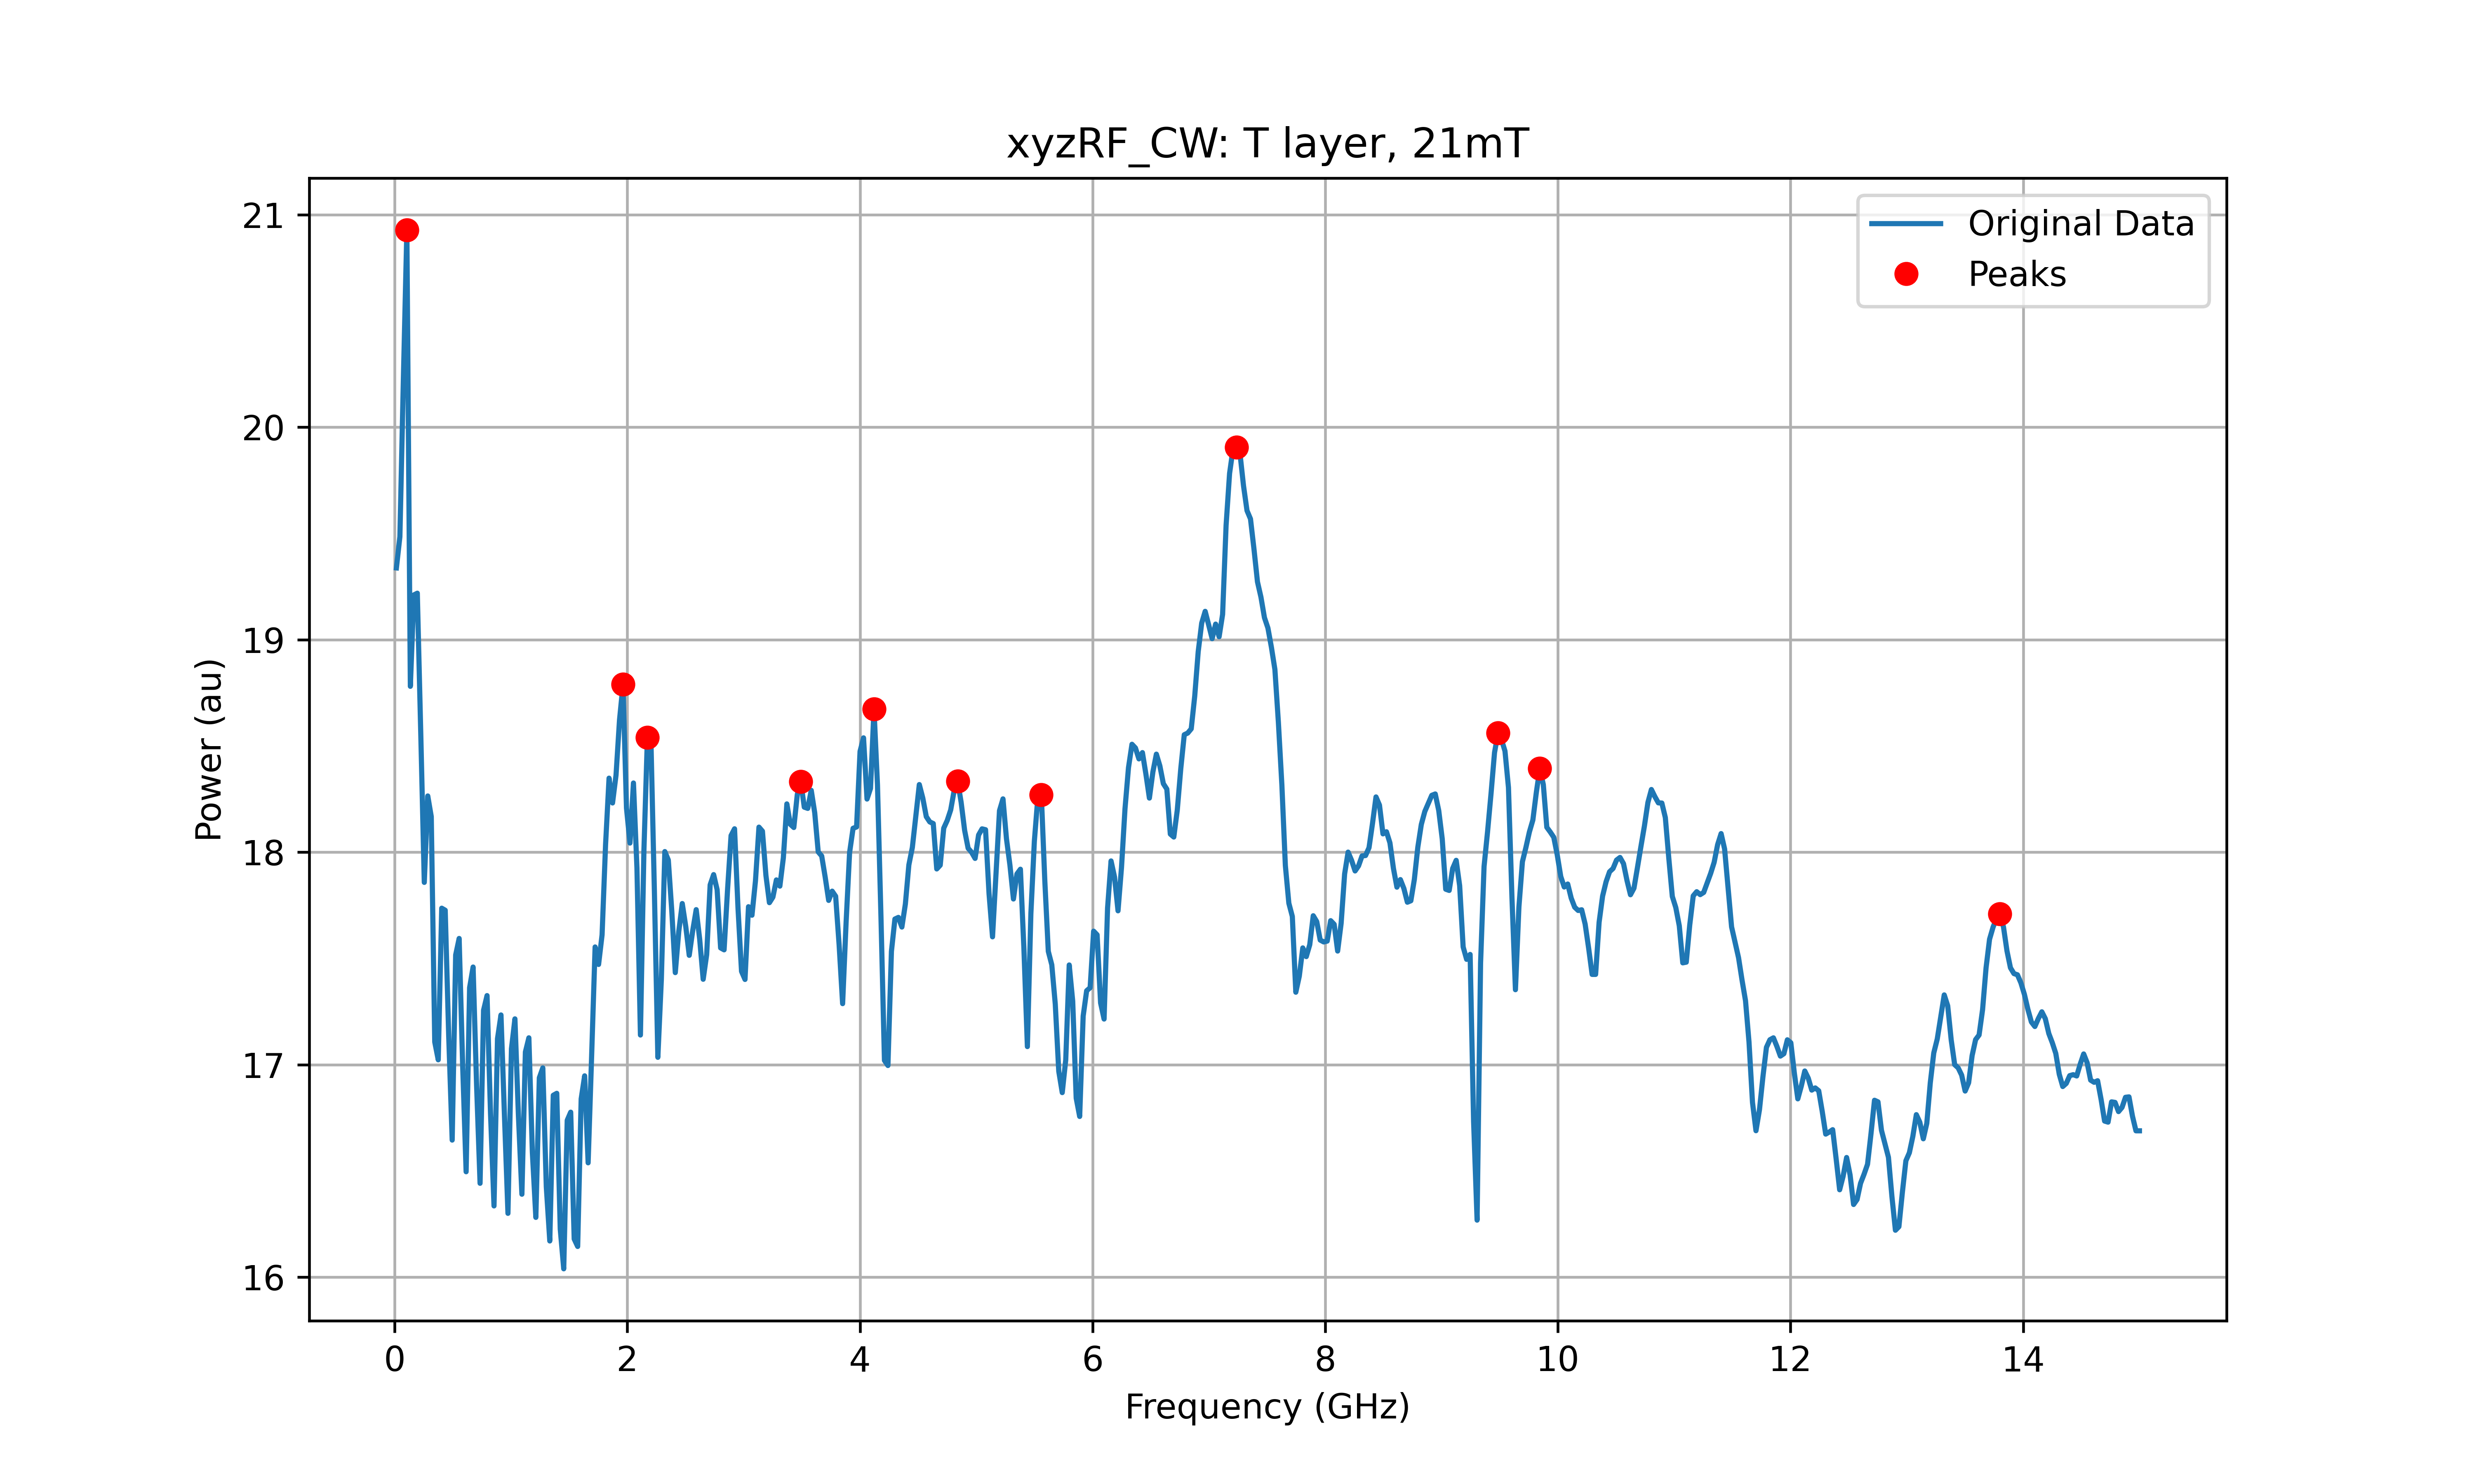 xyzRF_CW: T layer, 21mT
Original Data
Peaks
Power (au)
21
20
19
18
17
16
0 2 4 6 8 10 12 14
Frequency (GHz)